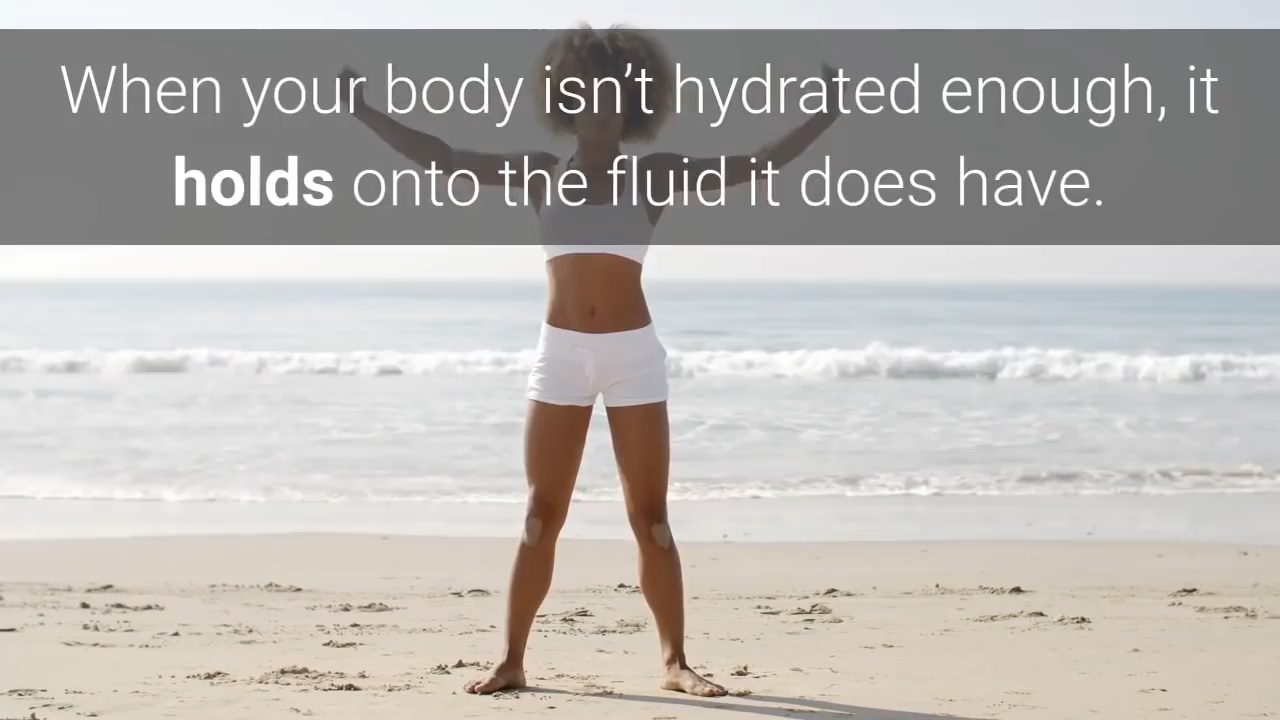 When your body isn’t hydrated enough, it
holds onto the fluid it does have.